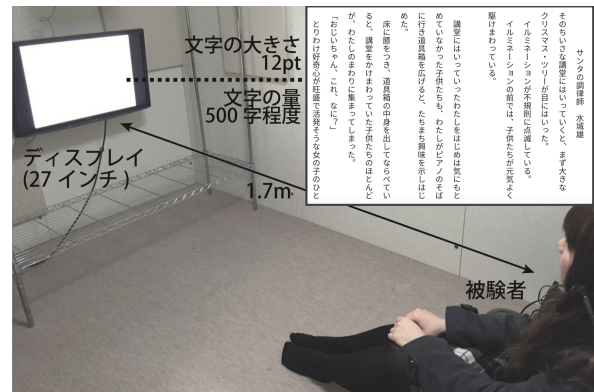 文字の大きさ
12pt
文字の量
500 字程度
ディスプレイ
(27 インチ )
1.7m
被験者
サンタの調律師 水城雄
そのちいさな講堂にはいっていくと、まず大きな
クリスマス・ツリーが目にはいった。
イルミネーションが不規則に点滅している。
イルミネーションの前では、子供たちが元気よく
駆けまわっている。
講堂にはいっていったわたしをはじめは気にもと
めていなかった子供たちも、わたしがピアノのそば
に行き道具箱を広げると、たちまち興味を示しはじ
めた。
床に膝をつき、道具箱の中身を出してならべてい
ると、講堂をかけまわっていた子供たちのほとんど
が、わたしのまわりに集まってしまった。
「おじいちゃん、これ、なに？」
とりわけ好奇心が旺盛で活発そうな女の子のひと